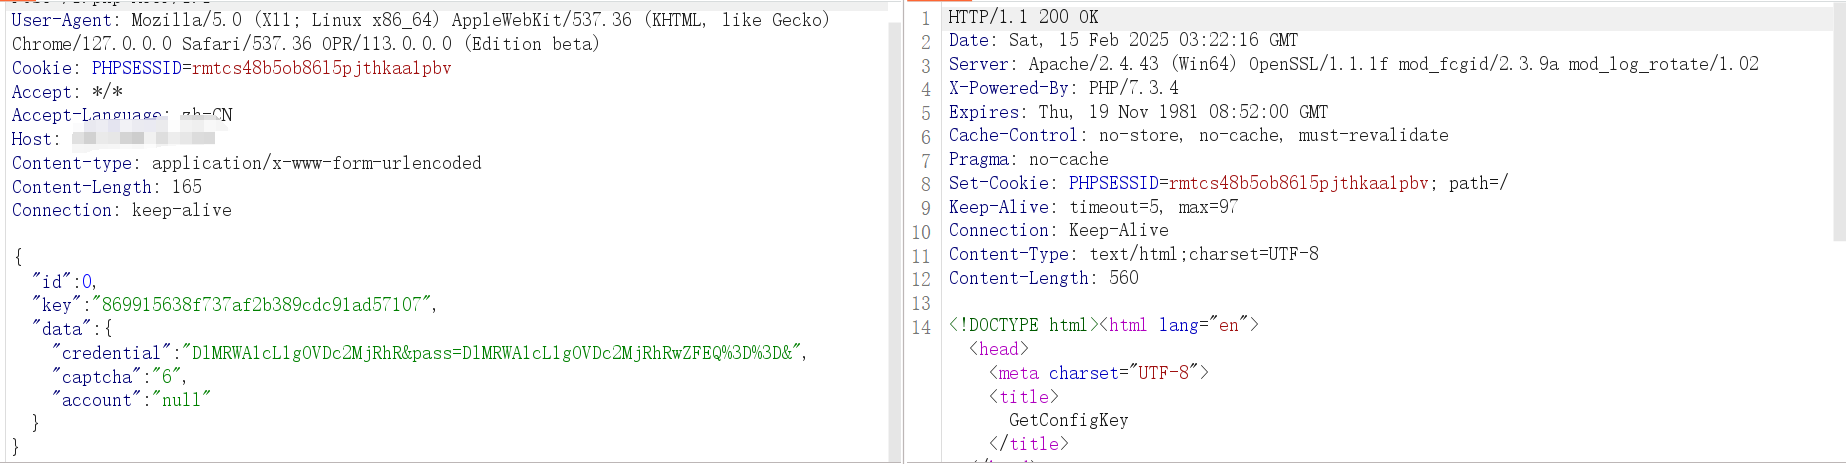 User-Agent: Mozilla/5.0 (X11; Linux x86_64) AppleWebKit/537.36 (KHTML, like Gecko)
Chrome/127.0.0.0 Safari/537.36 OPR/113.0.0.0 (Edition beta)
Cookie: PHPSESSID=rmtcs48b5ob86l5pjthkaa1pbv
Accept: */*
Accept-Language: zh-CN
Host:
Content-type: application/x-www-form-urlencoded
Content-Length: 165
Connection: keep-alive
{
"id":0,
"key":"869915638f737af2b389cdc91ad57107",
"data":{
"credential":"DlMRWA1cL1gOVDc2MjRhR&pass=DlMRWA1cL1gOVDc2MjRhRwZFEQ%3D%3D&",
"captcha":"6",
"account":"null"
}
}
1 HTTP/1.1 200 OK
2 Date: Sat, 15 Feb 2025 03:22:16 GMT
3 Server: Apache/2.4.43 (Win64) OpenSSL/1.1.1f mod_fcgid/2.3.9a mod_log_rotate/1.02
4 X-Powered-By: PHP/7.3.4
5 Expires: Thu, 19 Nov 1981 08:52:00 GMT
6 Cache-Control: no-store, no-cache, must-revalidate
7 Pragma: no-cache
8 Set-Cookie: PHPSESSID=rmtcs48b5ob86l5pjthkaa1pbv; path=/
9 Keep-Alive: timeout=5, max=97
10 Connection: Keep-Alive
11 Content-Type: text/html;charset=UTF-8
12 Content-Length: 560
13
14 <!DOCTYPE html><html lang="en">
<head>
<meta charset="UTF-8">
<title>
GetConfigKey
</title>